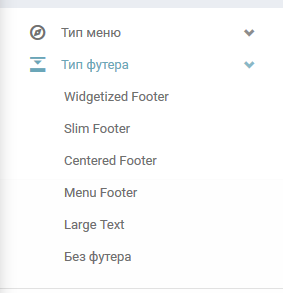 Тип меню
Тип футера
Widgetized Footer
Slim Footer
Centered Footer
Menu Footer
Large Text
Без футера